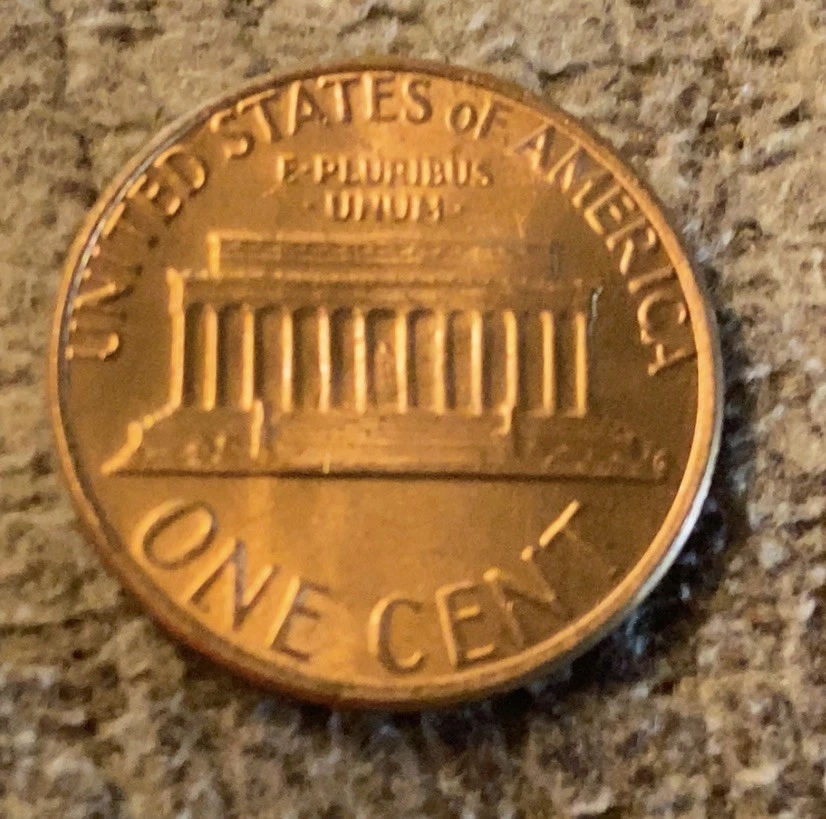 UNITED STATES OF AMERICA
E·PLURIBUS
·UNUM·
ONE CENT